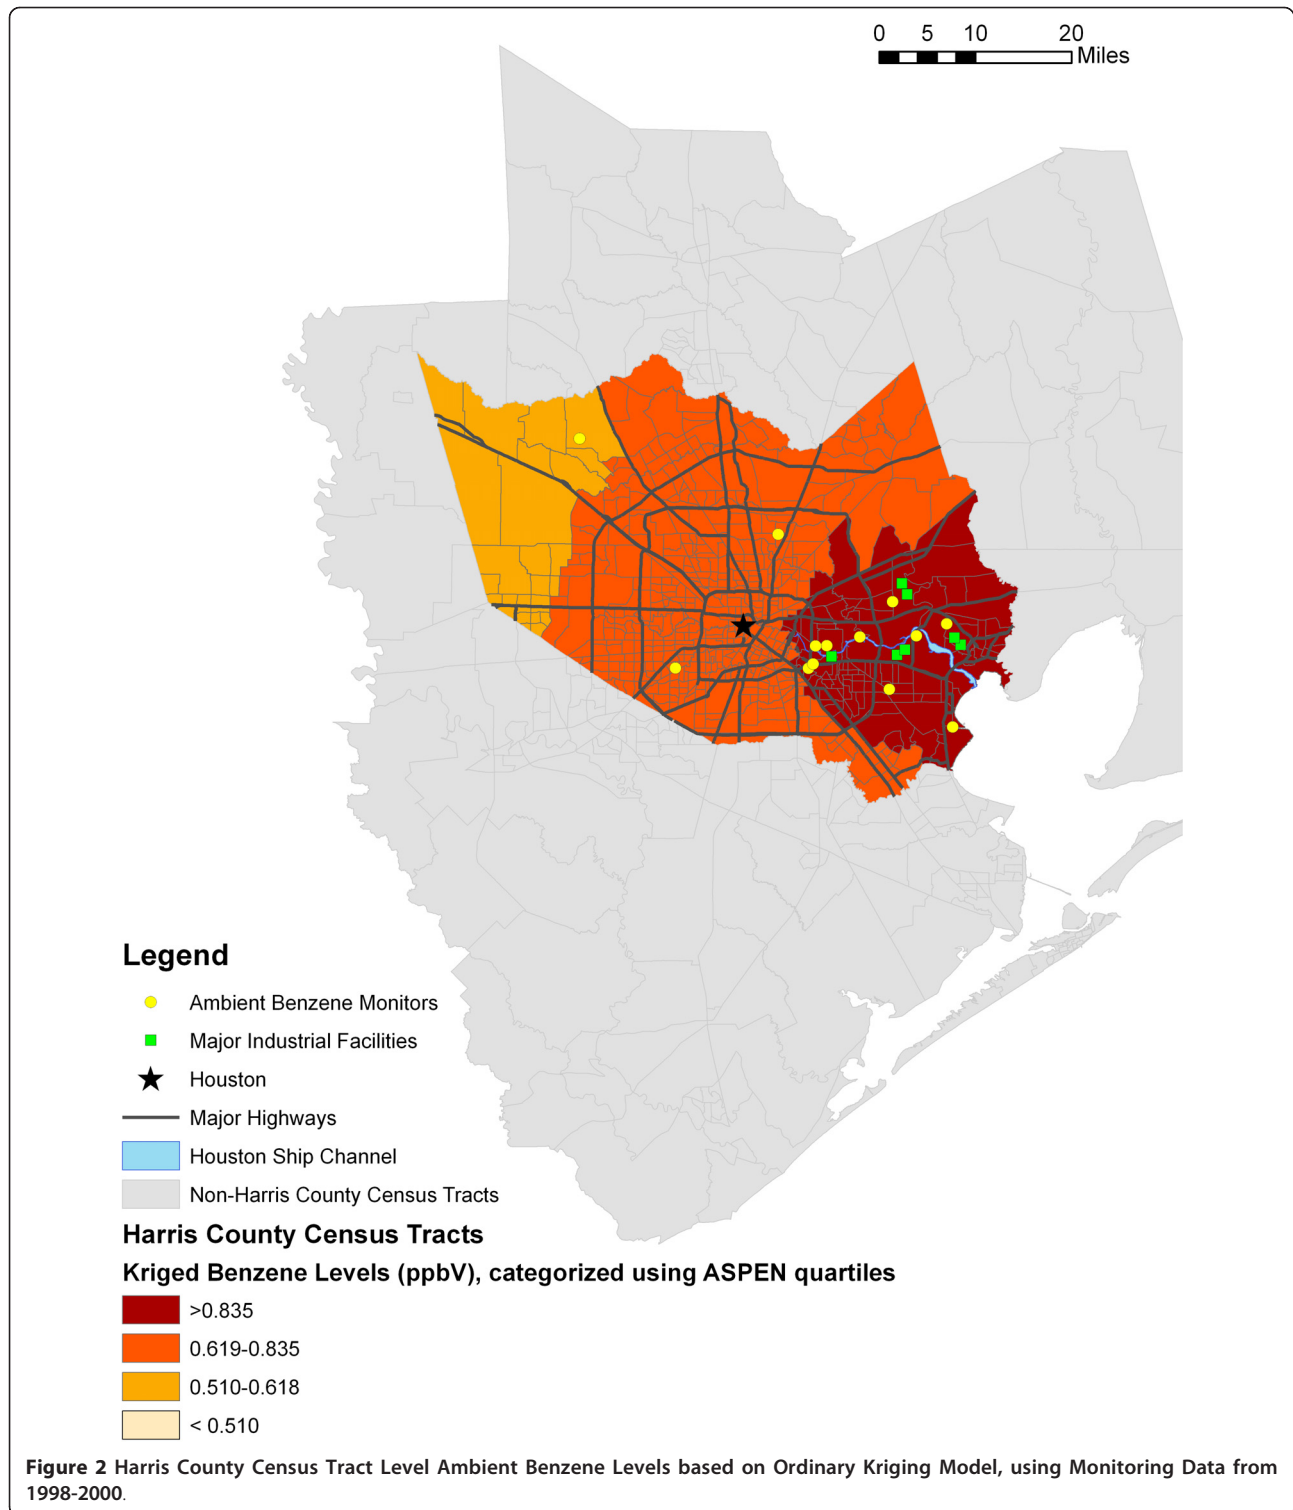 0 5 10 20
Miles
Legend
Ambient Benzene Monitors
Major Industrial Facilities
Houston
Major Highways
Houston Ship Channel
Non-Harris County Census Tracts
Harris County Census Tracts
Kriged Benzene Levels (ppbV), categorized using ASPEN quartiles
>0.835
0.619-0.835
0.510-0.618
< 0.510
Figure 2 Harris County Census Tract Level Ambient Benzene Levels based on Ordinary Kriging Model, using Monitoring Data from
1998-2000.